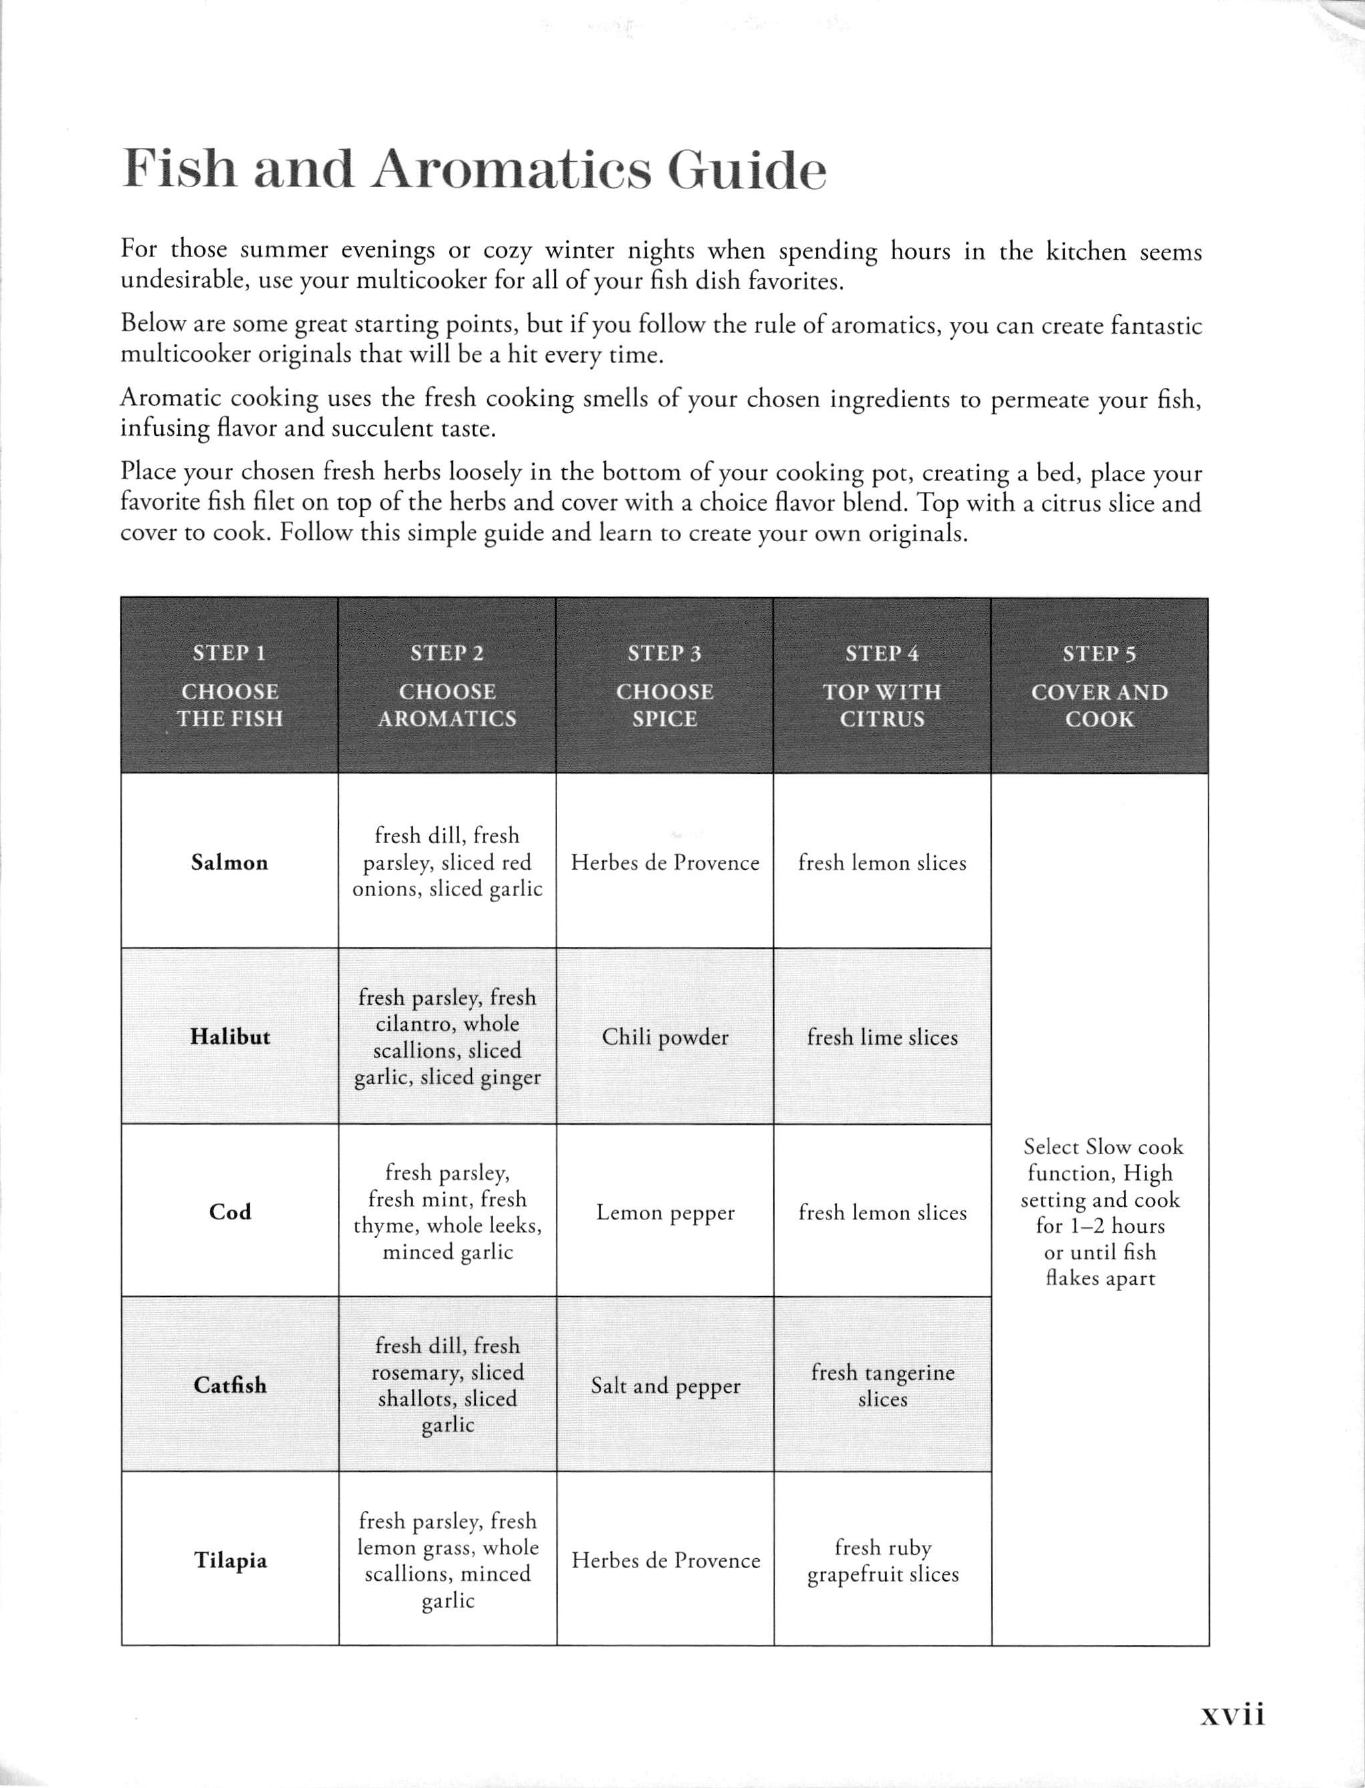 Fish and Aromatics Guide
For those summer evenings or cozy winter nights when spending hours in the kitchen seems
undesirable, use your multicooker for all of your fish dish favorites.
Below are some great starting points, but if you follow the rule of aromatics, you can create fantastic
multicooker originals that will be a hit every time.
Aromatic cooking uses the fresh cooking smells of your chosen ingredients to permeate your fish,
infusing flavor and succulent taste.
Place your chosen fresh herbs loosely in the bottom of your cooking pot, creating a bed, place your
favorite fish filet on top of the herbs and cover with a choice flavor blend. Top with a citrus slice and
cover to cook. Follow this simple guide and learn to create your own originals.
STEP 1
CHOOSE
THE FISH
STEP 2
CHOOSE
AROMATICS
STEP 3
CHOOSE
SPICE
STEP 4
TOP WITH
CITRUS
STEP 5
COVER AND
COOK
Salmon
fresh dill, fresh
parsley, sliced red
onions, sliced garlic
Herbes de Provence
fresh lemon slices
Halibut
fresh parsley, fresh
cilantro, whole
scallions, sliced
garlic, sliced ginger
Chili powder
fresh lime slices
Cod
fresh parsley,
fresh mint, fresh
thyme, whole leeks,
minced garlic
Lemon pepper
fresh lemon slices
Catfish
fresh dill, fresh
rosemary, sliced
shallots, sliced
garlic
Salt and pepper
fresh tangerine
slices
Tilapia
fresh parsley, fresh
lemon grass, whole
scallions, minced
garlic
Herbes de Provence
fresh ruby
grapefruit slices
Select Slow cook
function, High
setting and cook
for 1–2 hours
or until fish
flakes apart
xvii